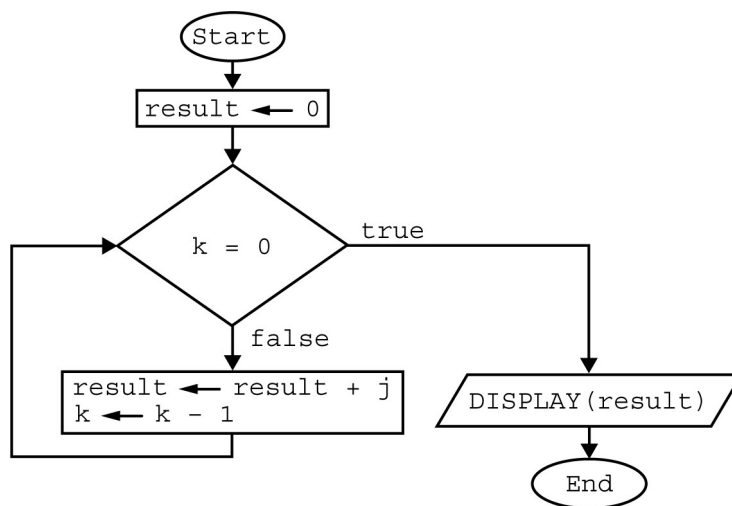 Start
result ← 0
k = 0
true
false
result ← result + j
k ← k - 1
DISPLAY(result)
End